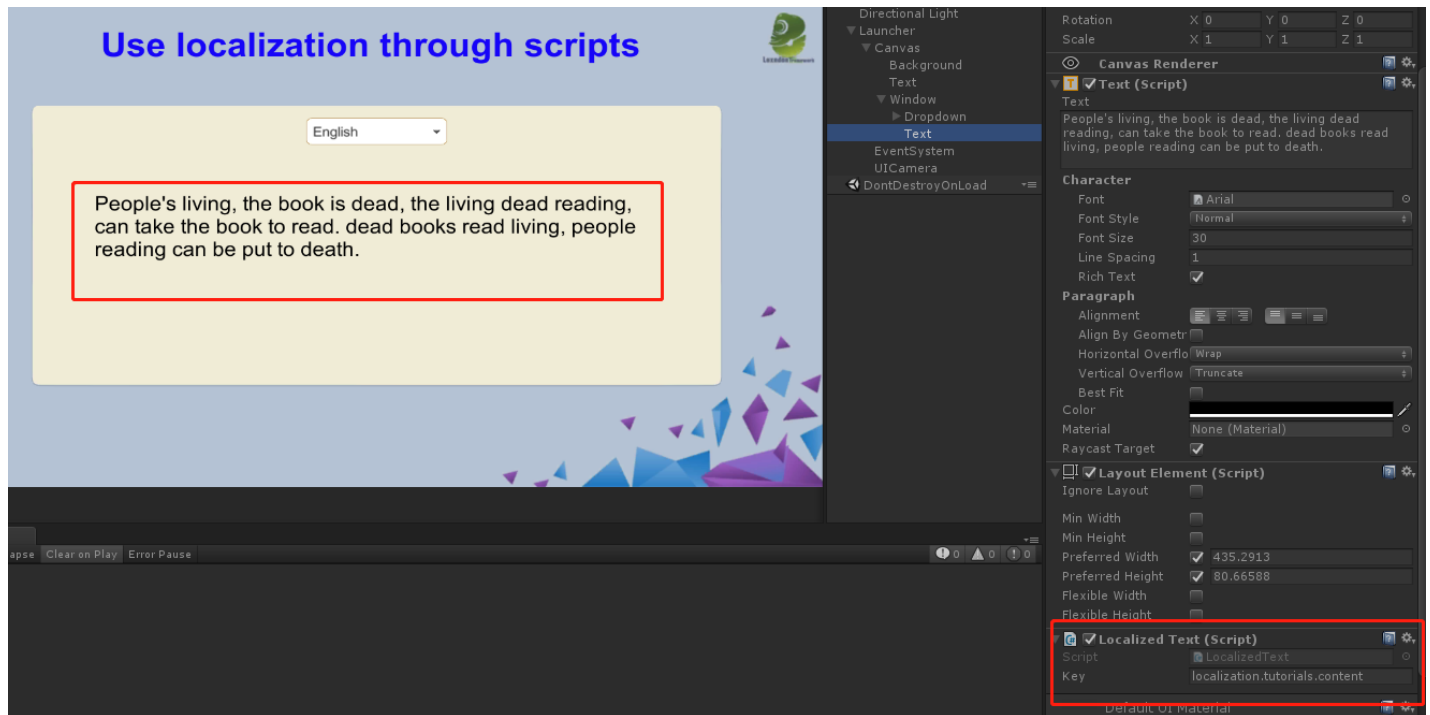 Use localization through scripts
English
People's living, the book is dead, the living dead reading,
can take the book to read. dead books read living, people
reading can be put to death.
Directional Light
Launcher
Canvas
Background
Text
Window
Dropdown
Text
EventSystem
UICamera
DontDestroyOnLoad
apse Clear on Play Error Pause
0 0 0
Rotation X 0 Y 0 Z 0
Scale X 1 Y 1 Z 1
Canvas Renderer
Text (Script)
Text
People's living, the book is dead, the living dead
reading, can take the book to read. dead books read
living, people reading can be put to death.
Character
Font Arial
Font Style Normal
Font Size 30
Line Spacing 1
Rich Text
Paragraph
Alignment
Align By Geometr
Horizontal Overflo Wrap
Vertical Overflow Truncate
Best Fit
Color
Material None (Material)
Raycast Target
Layout Element (Script)
Ignore Layout
Min Width
Min Height
Preferred Width 435.2913
Preferred Height 80.66588
Flexible Width
Flexible Height
Localized Text (Script)
Script LocalizedText
Key localization.tutorials.content
Default UI Material